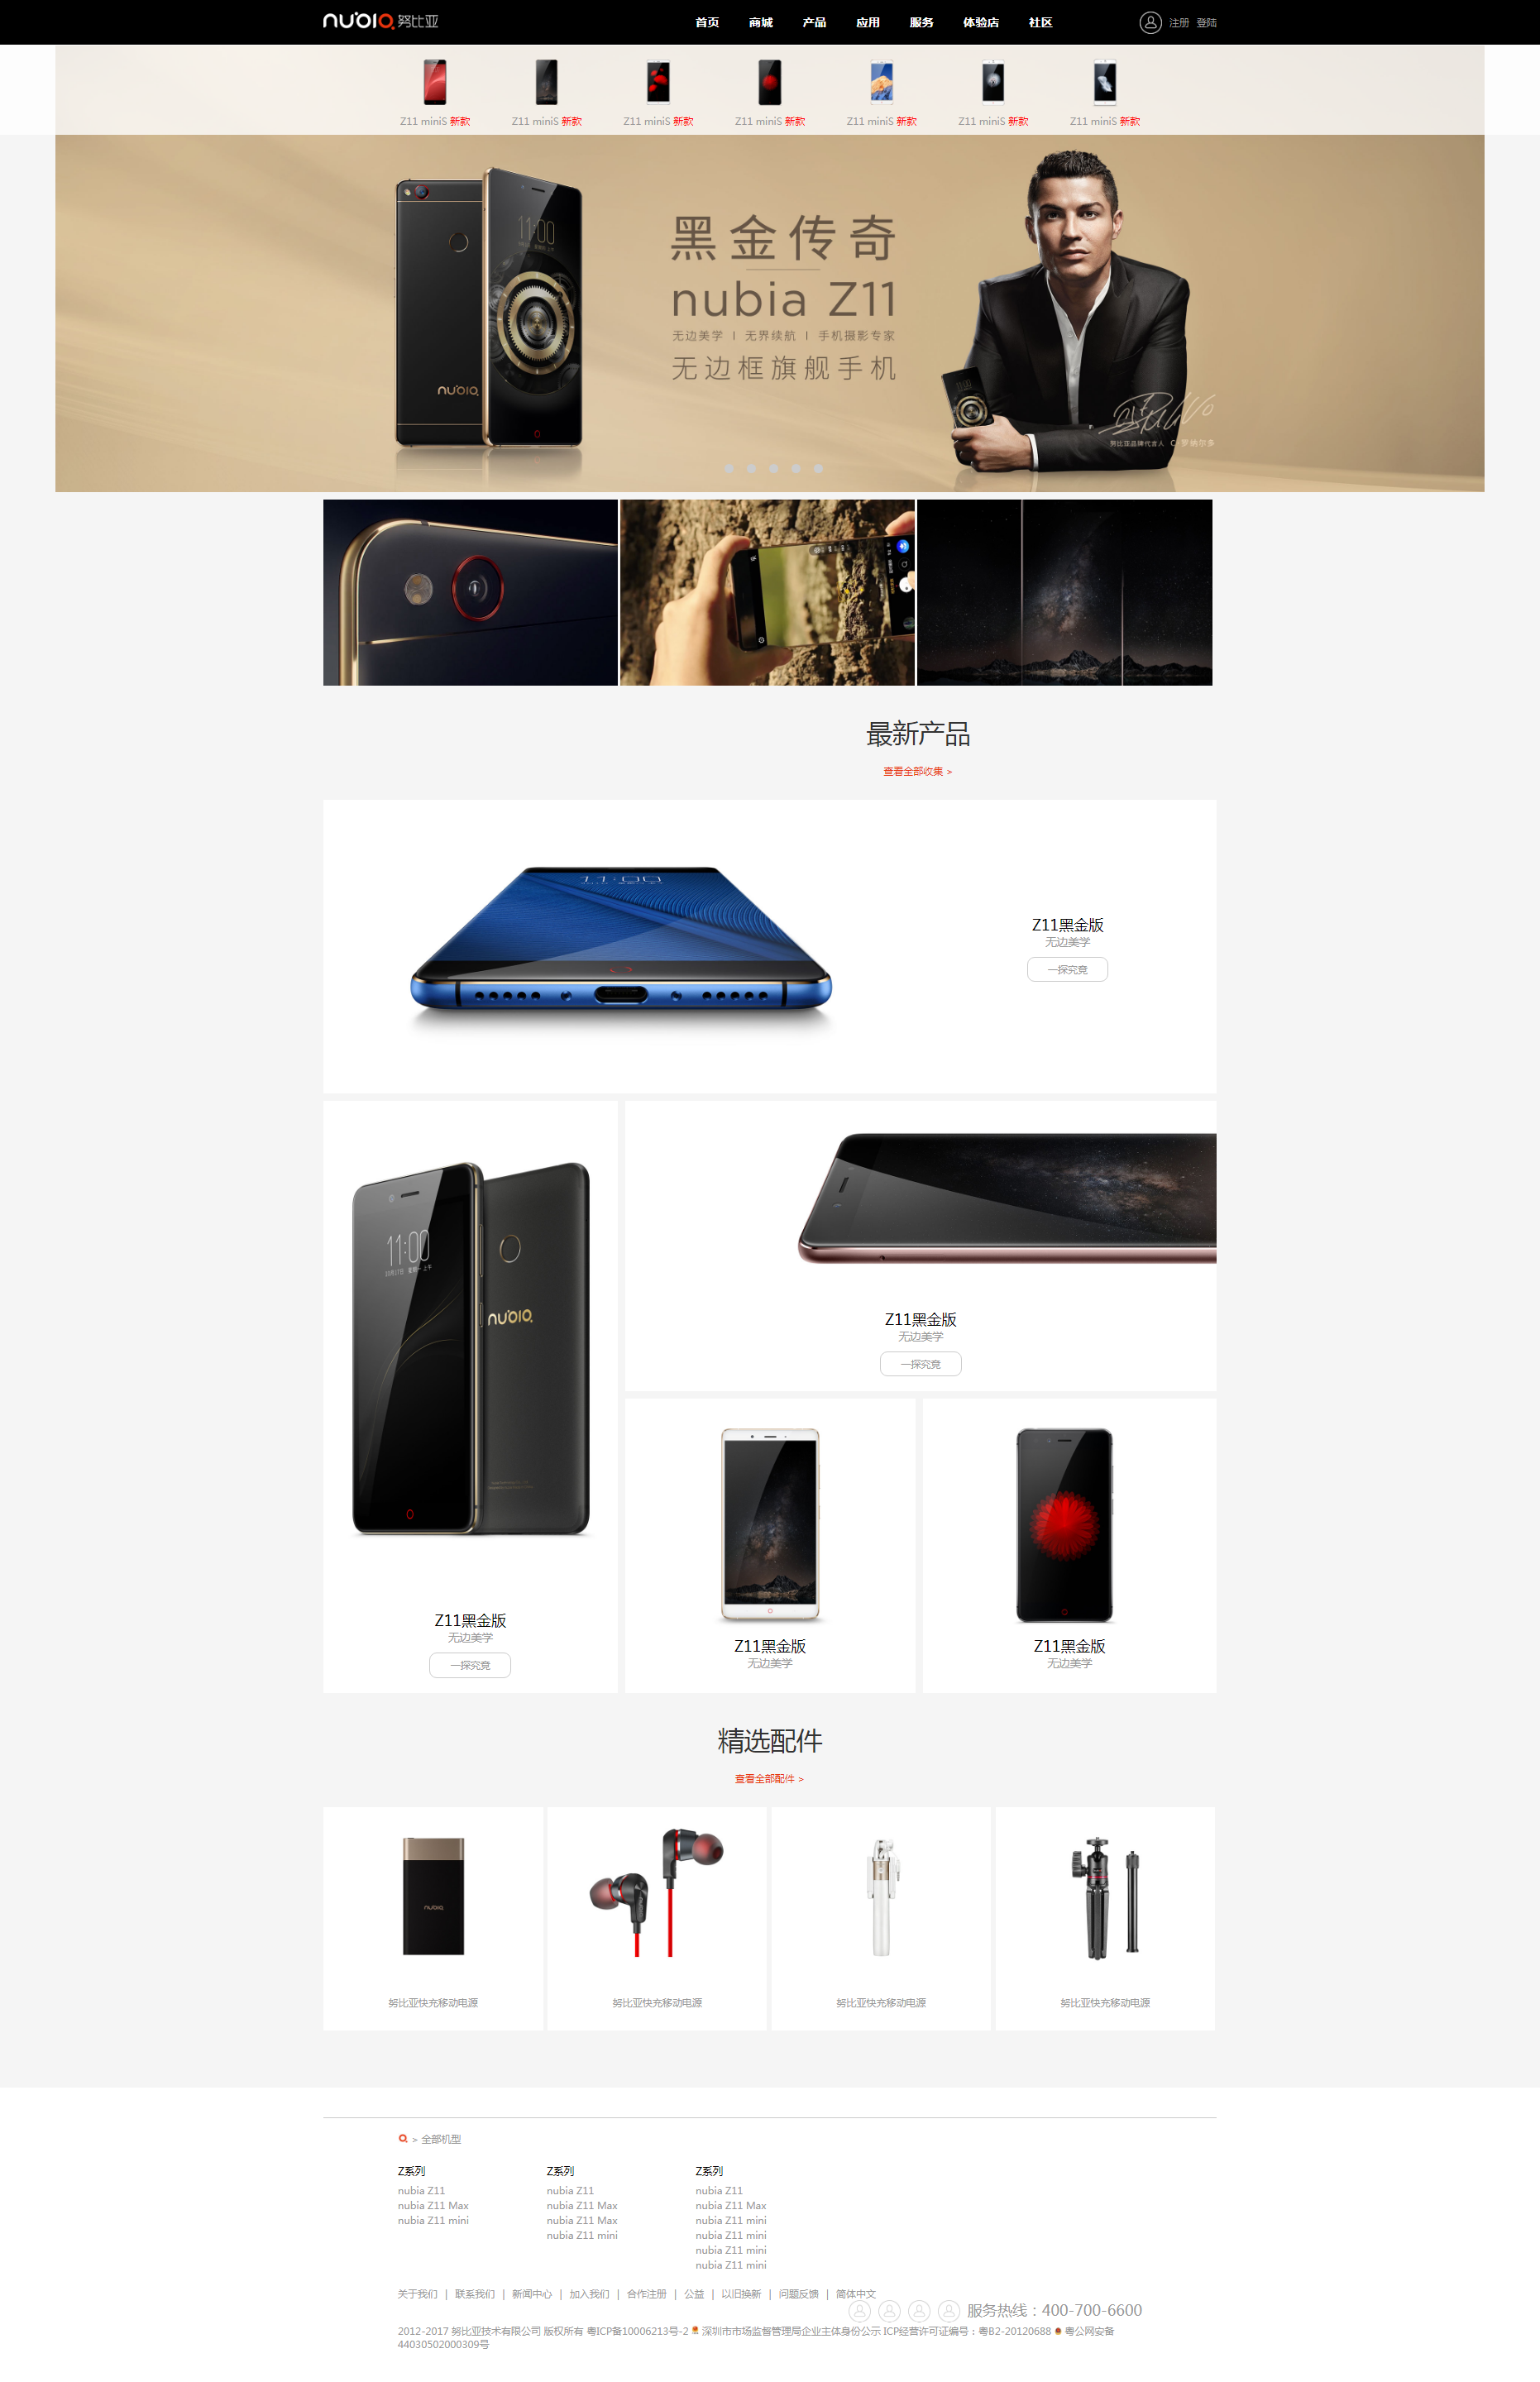 nubia 努比亚 首页 商城 产品 应用 服务 体验店 社区 注册 登陆
Z11 miniS 新款 Z11 miniS 新款 Z11 miniS 新款 Z11 miniS 新款 Z11 miniS 新款 Z11 miniS 新款 Z11 miniS 新款
11:00
黑金传奇
nubia Z11
无边美学 | 无界续航 | 手机摄影专家
无边框旗舰手机
nubia
努比亚品牌代言人 C·罗纳尔多
最新产品
查看全部收集 >
11:00
Z11黑金版
无边美学
一探究竟
11:00
nubia
Z11黑金版
无边美学
一探究竟
Z11黑金版
无边美学
一探究竟
Z11黑金版
无边美学
Z11黑金版
无边美学
精选配件
查看全部配件 >
nubia
努比亚快充移动电源 努比亚快充移动电源 努比亚快充移动电源 努比亚快充移动电源
> 全部机型
Z系列 Z系列 Z系列
nubia Z11 nubia Z11 nubia Z11
nubia Z11 Max nubia Z11 Max nubia Z11 Max
nubia Z11 mini nubia Z11 Max nubia Z11 mini
nubia Z11 mini nubia Z11 mini
nubia Z11 mini
nubia Z11 mini
关于我们 | 联系我们 | 新闻中心 | 加入我们 | 合作注册 | 公益 | 以旧换新 | 问题反馈 | 简体中文
服务热线：400-700-6600
2012-2017 努比亚技术有限公司 版权所有 粤ICP备10006213号-2 深圳市市场监督管理局企业主体身份公示 ICP经营许可证编号：粤B2-20120688 粤公网安备
44030502000309号